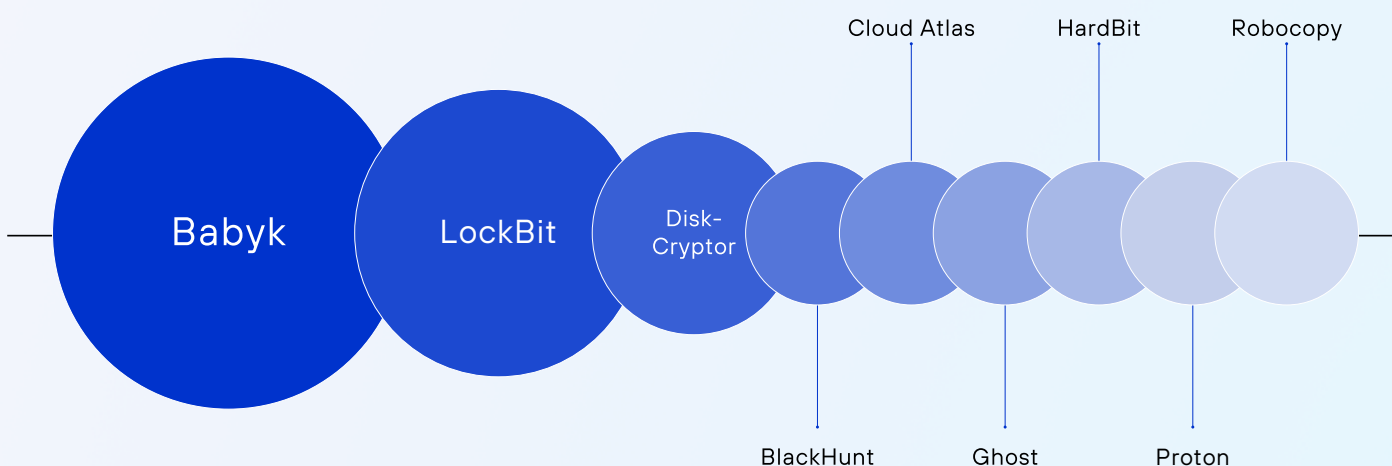 Cloud Atlas
HardBit
Robocopy
Babyk
LockBit
Disk-
Cryptor
BlackHunt
Ghost
Proton